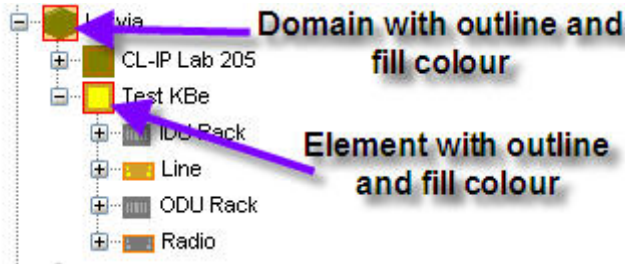 Domain with outline and
fill colour
CL-IP Lab 205
Test KBe
IDU Rack
Element with outline
and fill colour
Line
ODU Rack
Radio